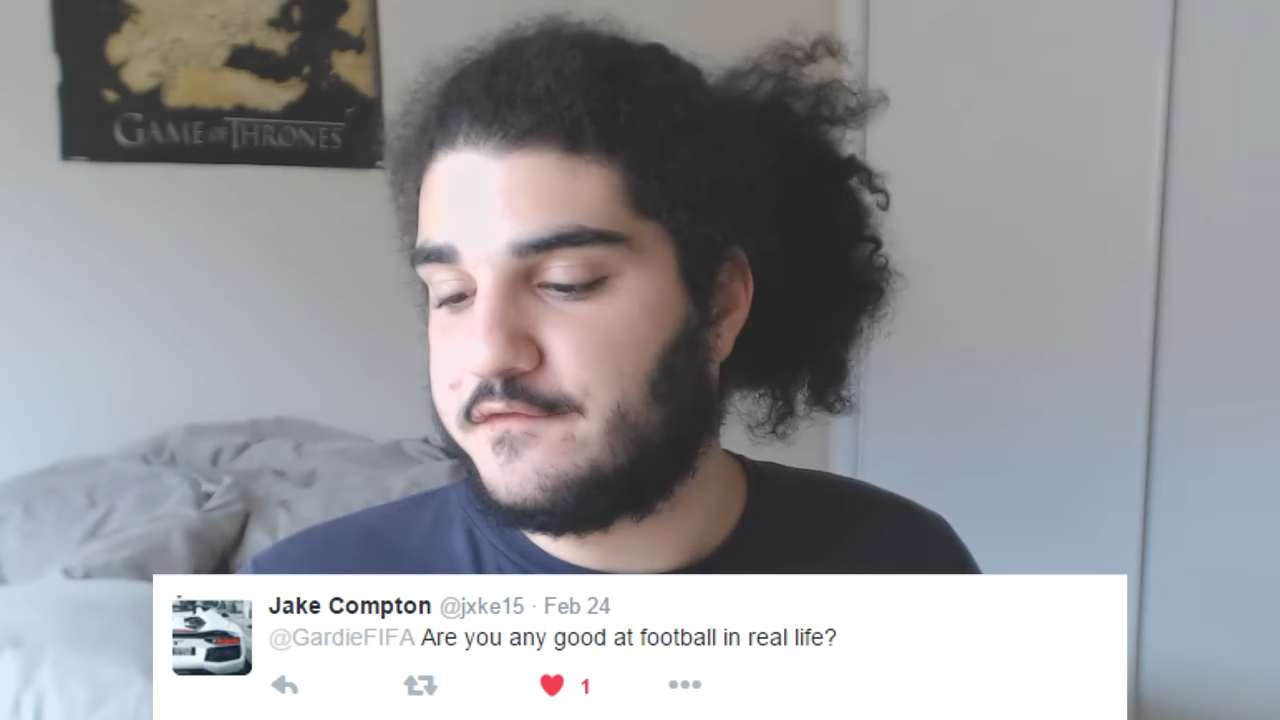 GAME OF THRONES
Jake Compton @jxke15 · Feb 24
@GardieFIFA Are you any good at football in real life?
1